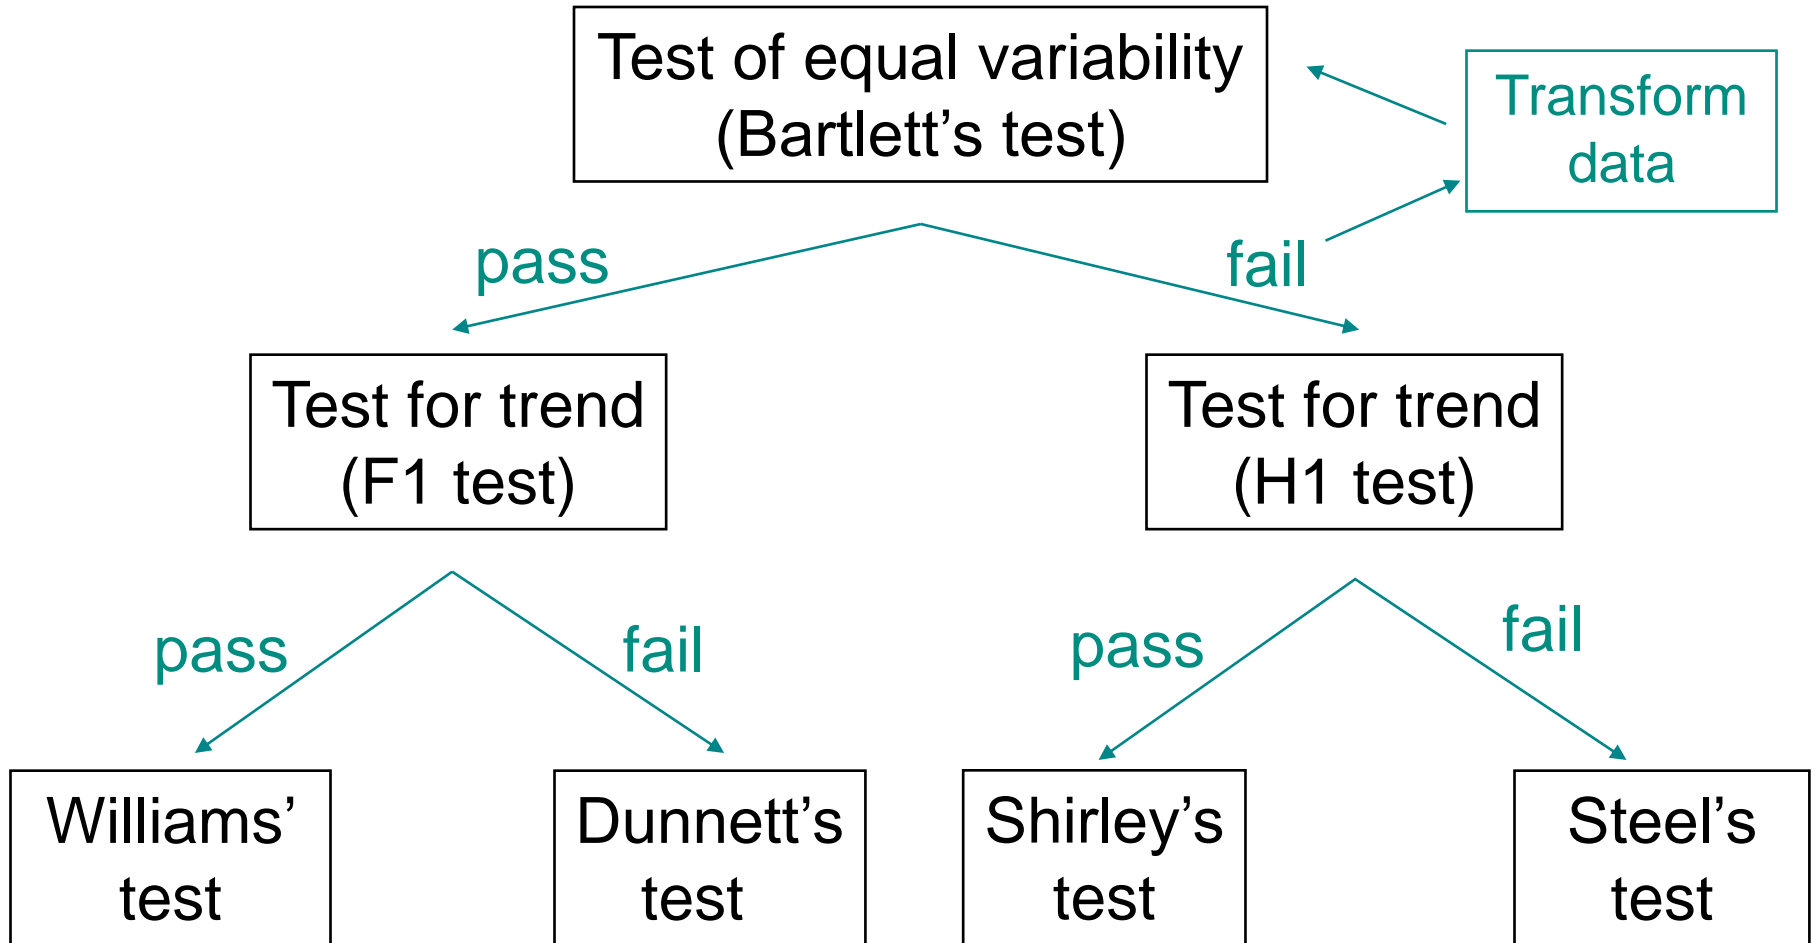 Test of equal variability
(Bartlett’s test)
Transform
data
pass
fail
Test for trend
(F1 test)
Test for trend
(H1 test)
pass
fail
pass
fail
Williams’
test
Dunnett’s
test
Shirley’s
test
Steel’s
test